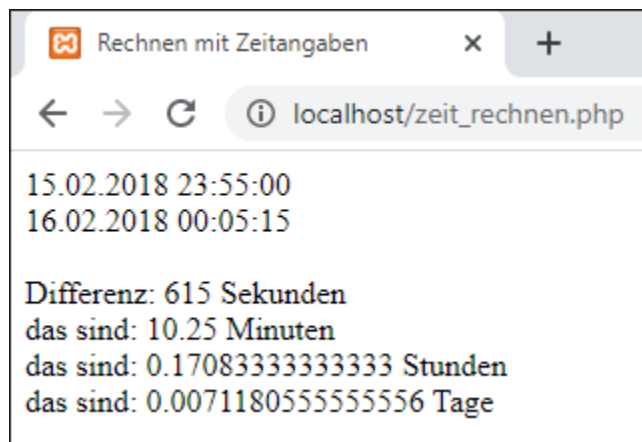 Rechnen mit Zeitangaben
localhost/zeit_rechnen.php
15.02.2018 23:55:00
16.02.2018 00:05:15
Differenz: 615 Sekunden
das sind: 10.25 Minuten
das sind: 0.17083333333333 Stunden
das sind: 0.0071180555555556 Tage